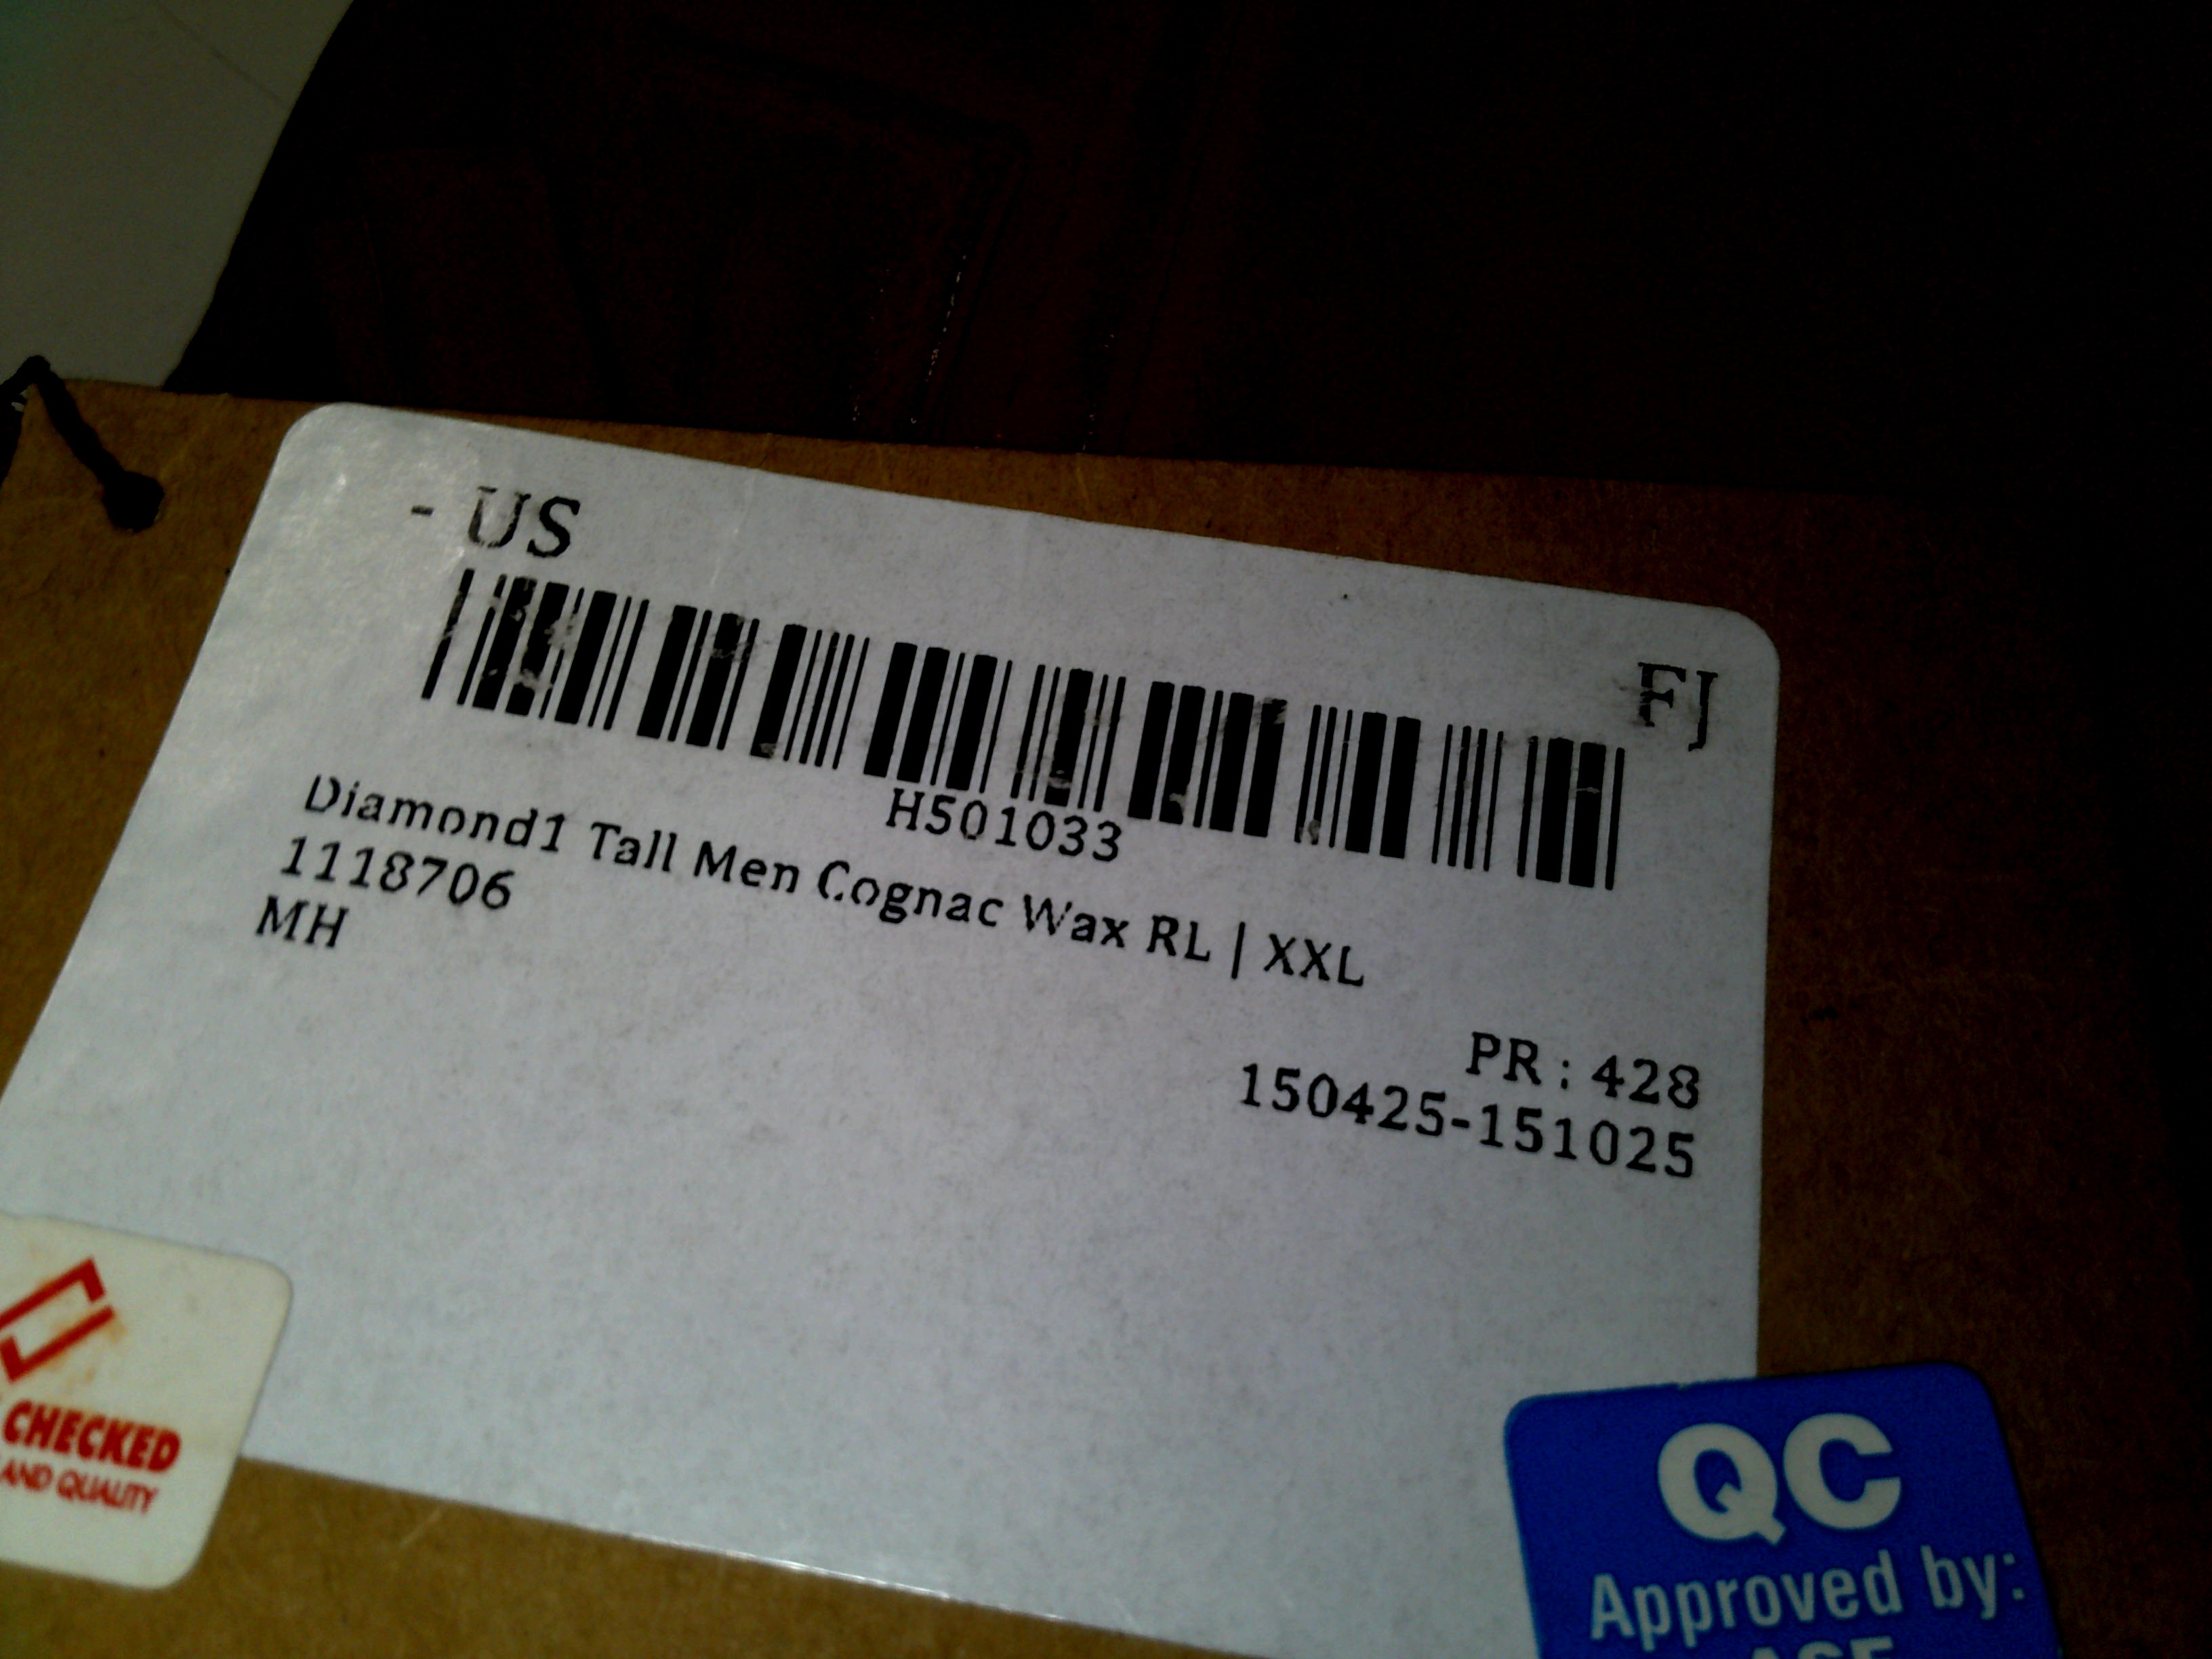 - US
FJ
H501033
Diamond1 Tall Men Cognac Wax RL | XXL
1118706
MH
PR : 428
150425-151025
CHECKED
AND QUALITY
QC
Approved by: